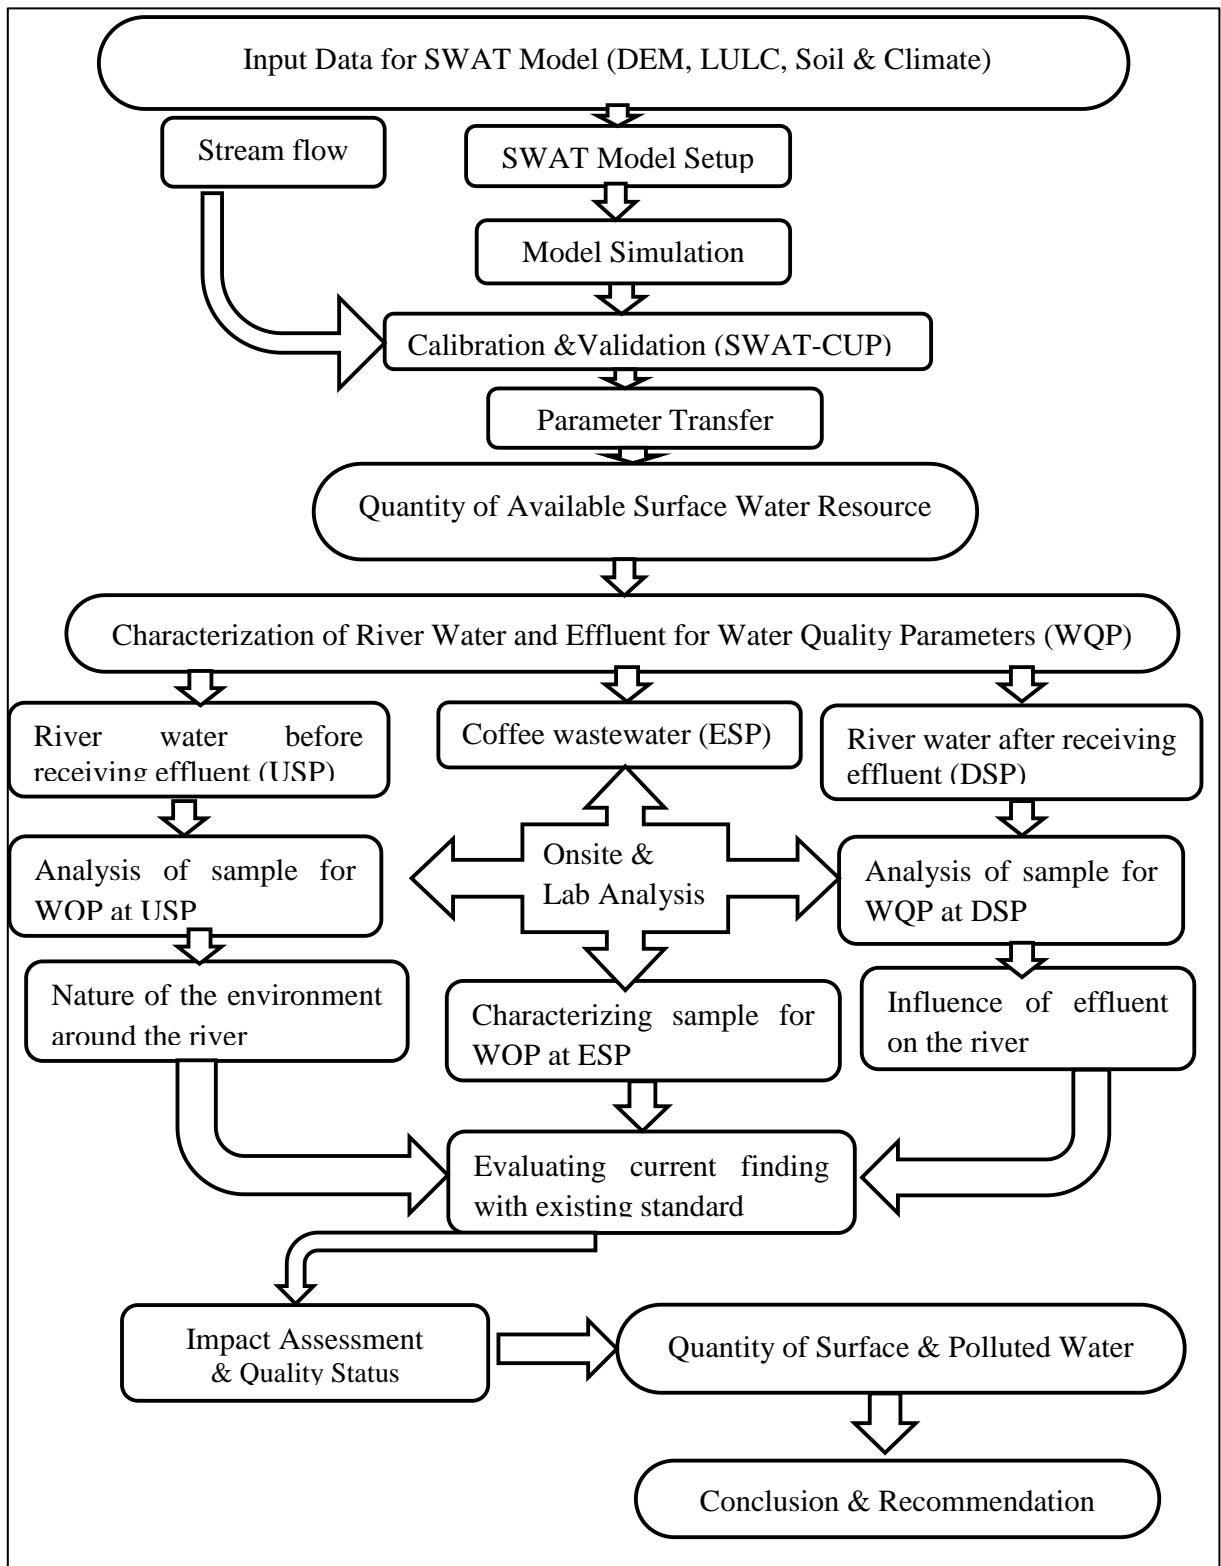 Input Data for SWAT Model (DEM, LULC, Soil & Climate)
Stream flow
SWAT Model Setup
Model Simulation
Calibration &Validation (SWAT-CUP)
Parameter Transfer
Quantity of Available Surface Water Resource
Characterization of River Water and Effluent for Water Quality Parameters (WQP)
River water before
receiving effluent (USP)
Coffee wastewater (ESP)
River water after receiving
effluent (DSP)
Analysis of sample for
WQP at USP
Onsite &
Lab Analysis
Analysis of sample for
WQP at DSP
Nature of the environment
around the river
Characterizing sample for
WQP at ESP
Influence of effluent
on the river
Evaluating current finding
with existing standard
Impact Assessment
& Quality Status
Quantity of Surface & Polluted Water
Conclusion & Recommendation